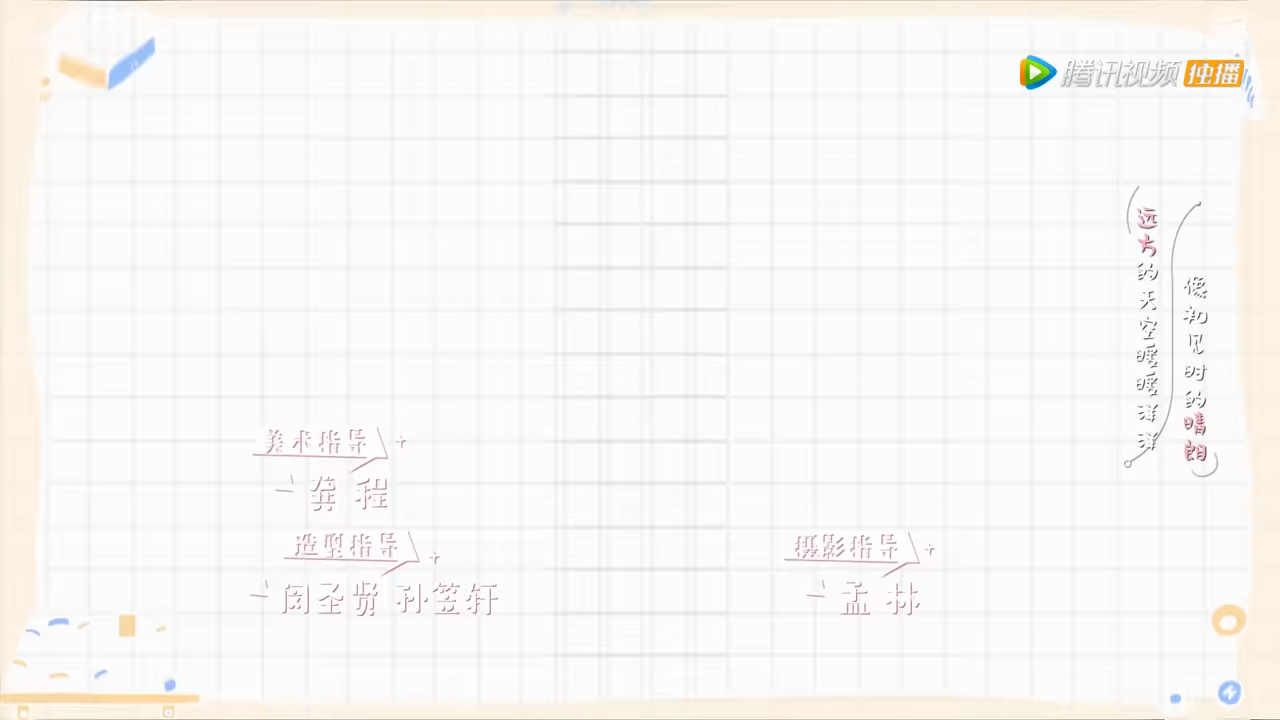 腾讯视频 独播
像初见时的晴朗
远方的天空暖暖洋洋
美术指导
龚 程
造型指导
闵圣贤 孙笠轩
摄影指导
孟 林